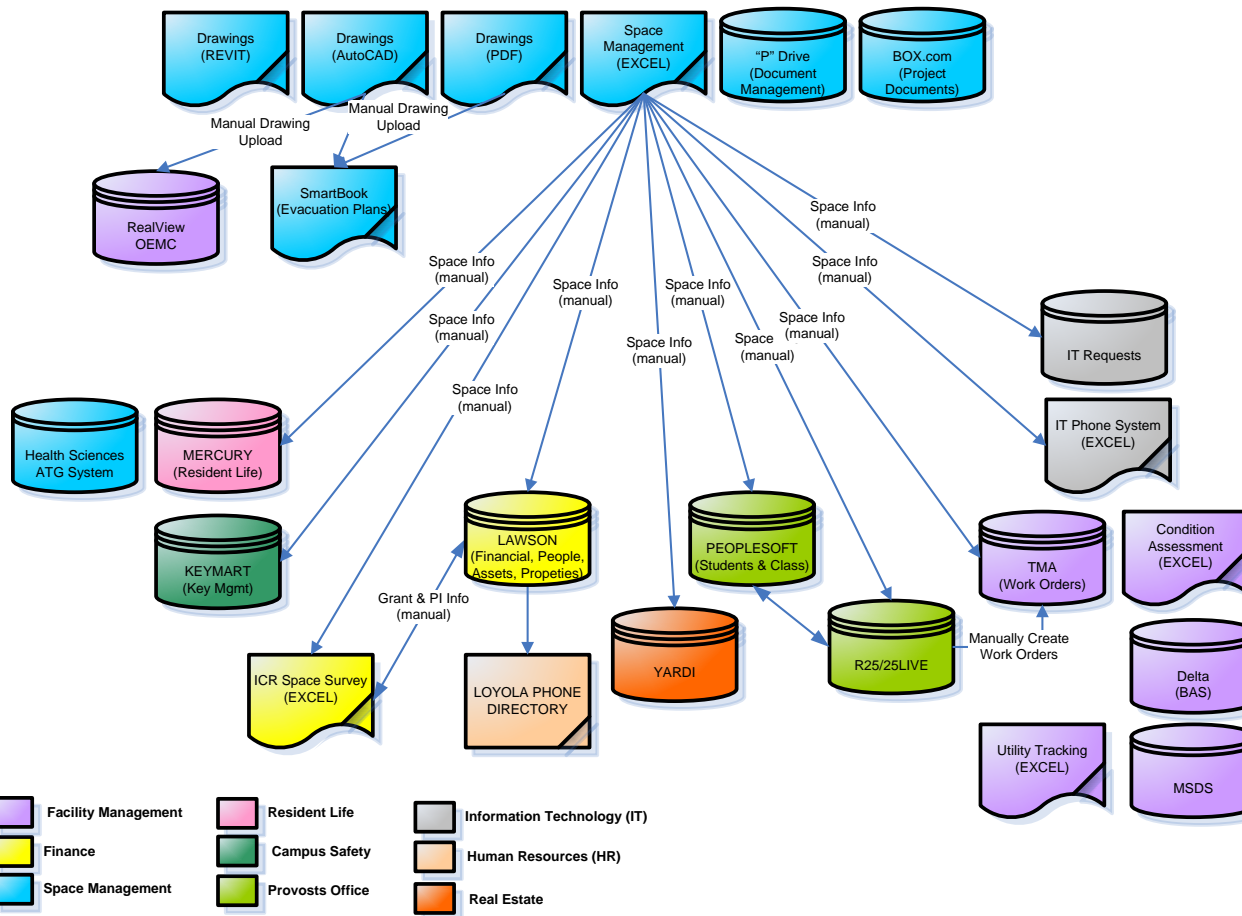 Drawings
(REVIT)
Drawings
(AutoCAD)
Drawings
(PDF)
Space
Management
(EXCEL)
“P” Drive
(Document
Management)
BOX.com
(Project
Documents)
Manual Drawing
Upload
Manual Drawing
Upload
RealView
OEMC
SmartBook
(Evacuation Plans)
Space Info
(manual)
Space Info
(manual)
Space Info
(manual)
Space Info
(manual)
Space Info
(manual)
Space Info
(manual)
Space Info
(manual)
Space Info
(manual)
Space
(manual)
Space Info
(manual)
IT Requests
IT Phone System
(EXCEL)
Health Sciences
ATG System
MERCURY
(Resident Life)
KEYMART
(Key Mgmt)
LAWSON
(Financial, People,
Assets, Propeties)
PEOPLESOFT
(Students & Class)
TMA
(Work Orders)
Condition
Assessment
(EXCEL)
Grant & PI Info
(manual)
Manually Create
Work Orders
ICR Space Survey
(EXCEL)
LOYOLA PHONE
DIRECTORY
YARDI
R25/25LIVE
Delta
(BAS)
Utility Tracking
(EXCEL)
MSDS
Facility Management
Resident Life
Information Technology (IT)
Finance
Campus Safety
Human Resources (HR)
Space Management
Provosts Office
Real Estate